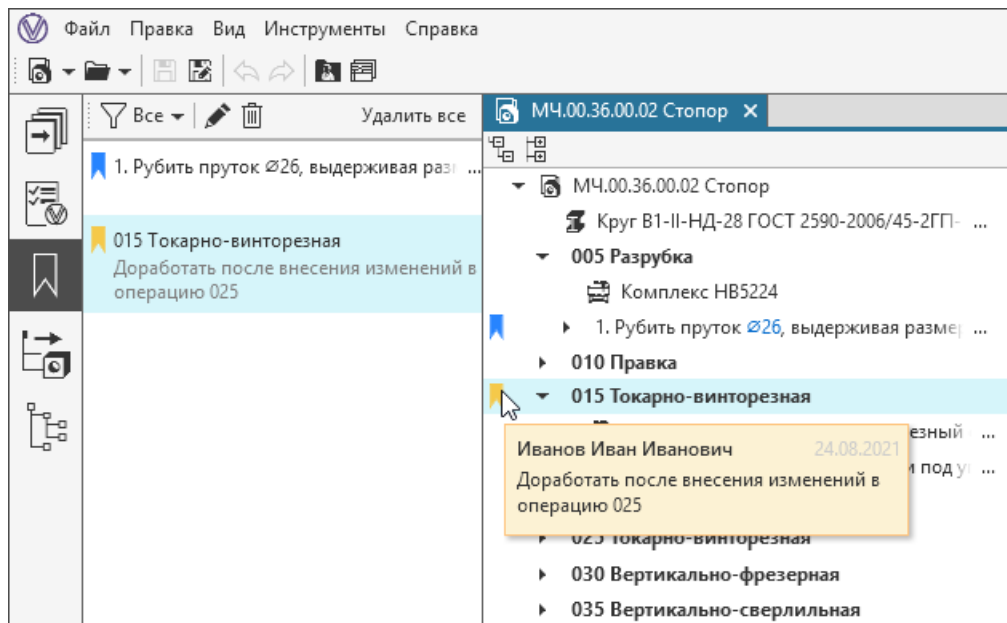 Файл Правка Вид Инструменты Справка
Все Удалить все
1. Рубить пруток ⌀26, выдерживая раз ...
015 Токарно-винторезная
Доработать после внесения изменений в
операцию 025
МЧ.00.36.00.02 Стопор
МЧ.00.36.00.02 Стопор
Круг В1-II-НД-28 ГОСТ 2590-2006/45-2ГП- ...
005 Разрубка
Комплекс НВ5224
1. Рубить пруток ⌀26, выдерживая разме ...
010 Правка
015 Токарно-винторезная
езный ...
под у ...
Иванов Иван Иванович 24.08.2021
Доработать после внесения изменений в
операцию 025
025 Токарно-винторезная
030 Вертикально-фрезерная
035 Вертикально-сверлильная